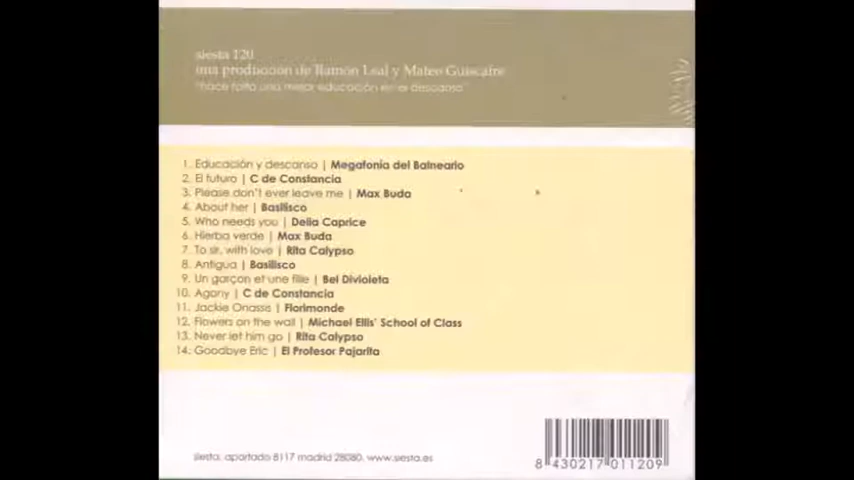 siesta 120
una producción de Ramón Leal y Mateo Guiscafre
"hace falta una mejor educación en el descanso"
1. Educación y descanso | Megafonía del Balneario
2. El futuro | C de Constancia
3. Please don't ever leave me | Max Buda
4. About her | Basilisco
5. Who needs you | Delia Caprice
6. Hierba verde | Max Buda
7. To sir, with love | Rita Calypso
8. Antigua | Basilisco
9. Un garçon et une fille | Bel Divioleta
10. Agony | C de Constancia
11. Jackie Onassis | Florimonde
12. Flowers on the wall | Michael Ellis' School of Class
13. Never let him go | Rita Calypso
14. Goodbye Eric | El Profesor Pajarita
siesta. apartado 8117 madrid 28080. www.siesta.es
8 430217 011209